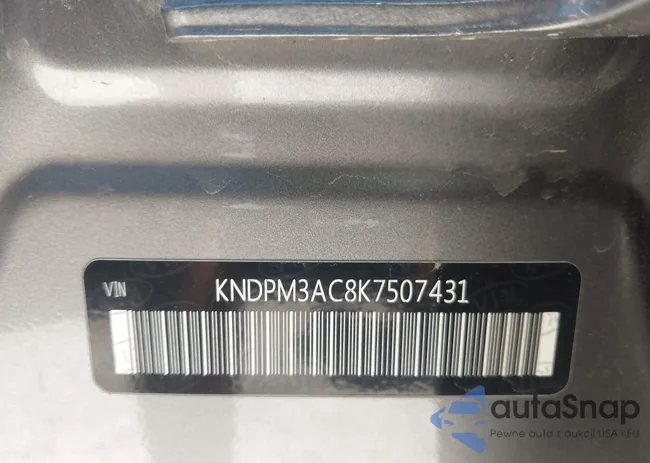 VIN
KNDPM3AC8K7507431
autaSnap
Pewne auta z aukcji USA i EU